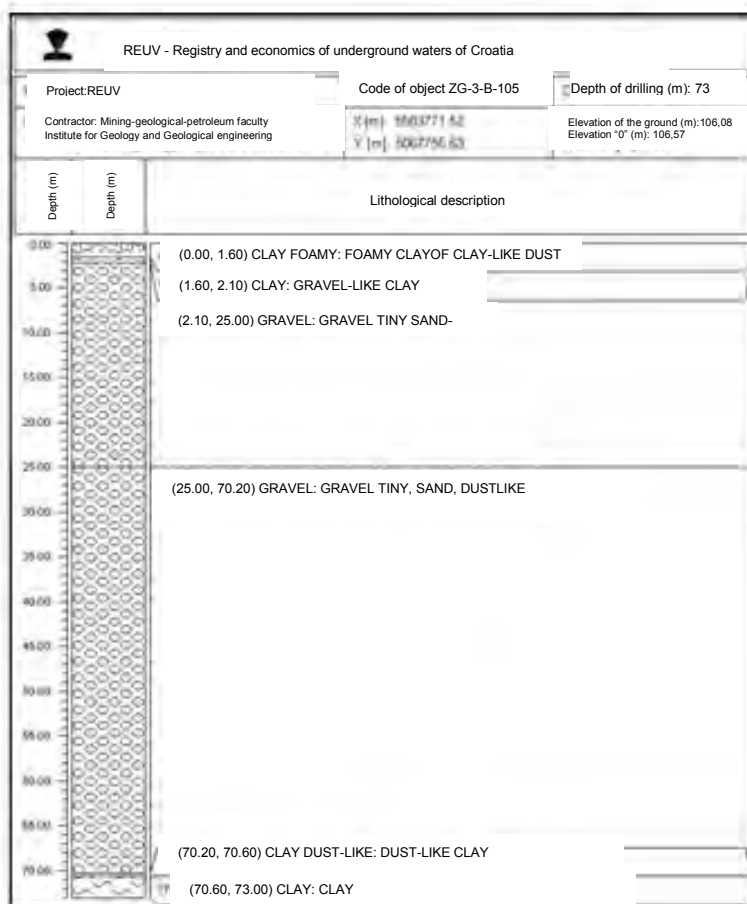 REUV - Registry and economics of underground waters of Croatia
Project:REUV
Code of object ZG-3-B-105
Depth of drilling (m): 73
Contractor: Mining-geological-petroleum faculty
Institute for Geology and Geological engineering
X (m):
Y (m):
Elevation of the ground (m):106,08
Elevation "0" (m): 106,57
Depth (m)
Depth (m)
Lithological description
0.00
(0.00, 1.60) CLAY FOAMY: FOAMY CLAYOF CLAY-LIKE DUST
5.00
(1.60, 2.10) CLAY: GRAVEL-LIKE CLAY
(2.10, 25.00) GRAVEL: GRAVEL TINY SAND-
10.00
15.00
20.00
25.00
(25.00, 70.20) GRAVEL: GRAVEL TINY, SAND, DUSTLIKE
30.00
35.00
40.00
45.00
50.00
55.00
60.00
65.00
(70.20, 70.60) CLAY DUST-LIKE: DUST-LIKE CLAY
70.00
(70.60, 73.00) CLAY: CLAY